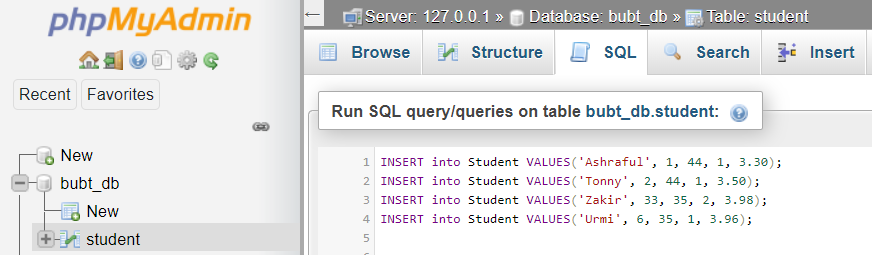 phpMyAdmin
Recent Favorites
New
bubt_db
New
student
Server: 127.0.0.1 » Database: bubt_db » Table: student
Browse Structure SQL Search Insert
Run SQL query/queries on table bubt_db.student:
1 INSERT into Student VALUES('Ashraful', 1, 44, 1, 3.30);
2 INSERT into Student VALUES('Tonny', 2, 44, 1, 3.50);
3 INSERT into Student VALUES('Zakir', 33, 35, 2, 3.98);
4 INSERT into Student VALUES('Urmi', 6, 35, 1, 3.96);
5